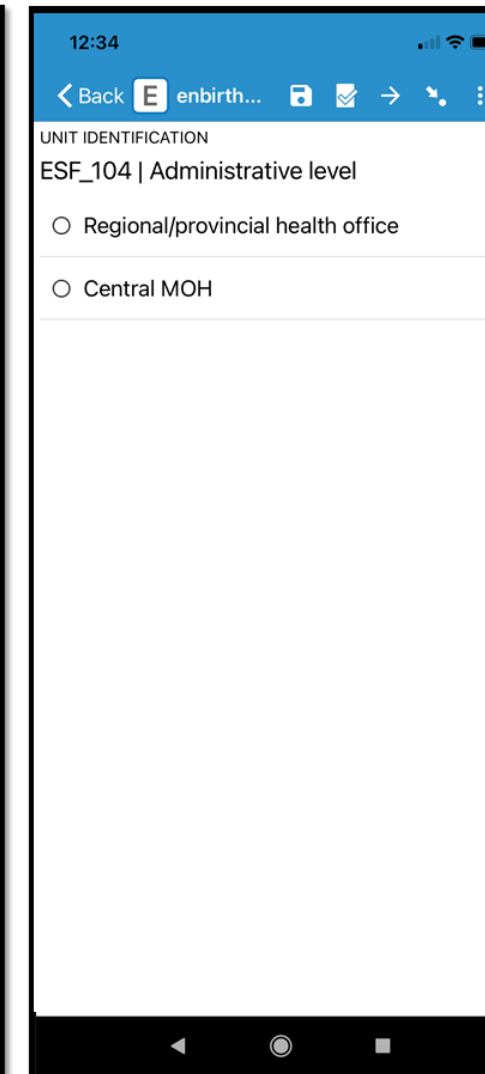 12:34
Back E enbirth...
UNIT IDENTIFICATION
ESF_104 | Administrative level
Regional/provincial health office
Central MOH